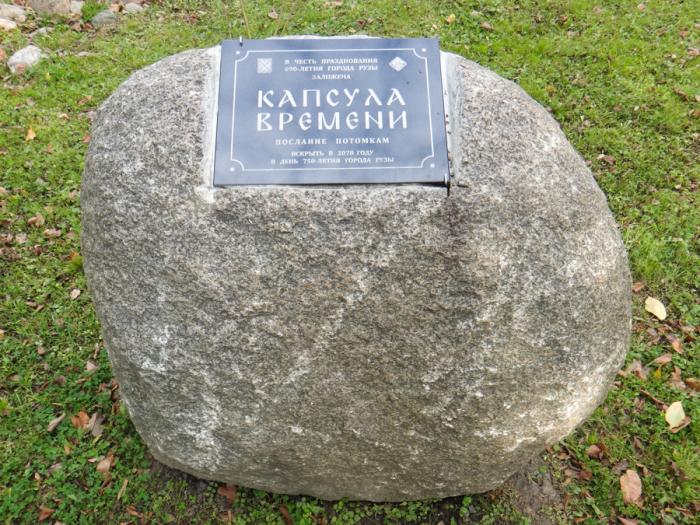 В ЧЕСТЬ ПРАЗДНОВАНИЯ
690-ЛЕТИЯ ГОРОДА РУЗЫ
ЗАЛОЖЕНА
КАПСУЛА
ВРЕМЕНИ
ПОСЛАНИЕ ПОТОМКАМ
ВСКРЫТЬ В 2078 ГОДУ
В ДЕНЬ 750-ЛЕТИЯ ГОРОДА РУЗЫ